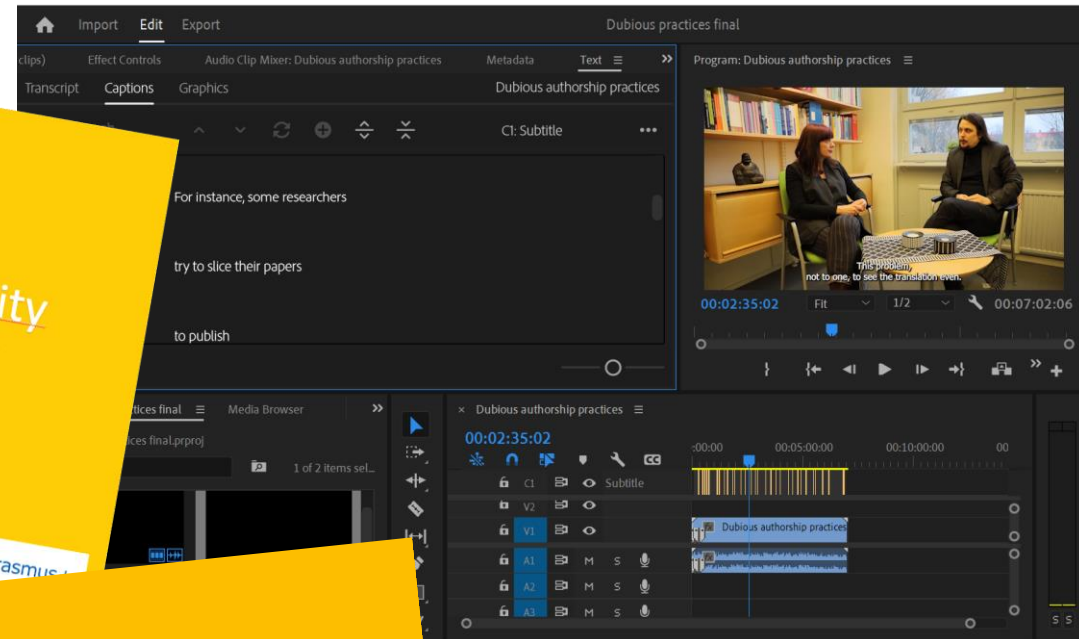 Import Edit Export Dubious practices final
clips) Effect Controls Audio Clip Mixer: Dubious authorship practices Metadata Text
Program: Dubious authorship practices
Transcript Captions Graphics Dubious authorship practices
C1: Subtitle
For instance, some researchers
try to slice their papers
to publish
This problem,
not to one, to see the translation even.
00:02:35:02 Fit 1/2 00:07:02:06
ity
tices final Media Browser
ices final.prproj
1 of 2 items sel...
rasmus
× Dubious authorship practices
00:02:35:02
:00:00 00:05:00:00 00:10:00:00 00
C1 Subtitle
V2
V1 Dubious authorship practices
fx
A1 M S
A2 M S
A3 M S
S S